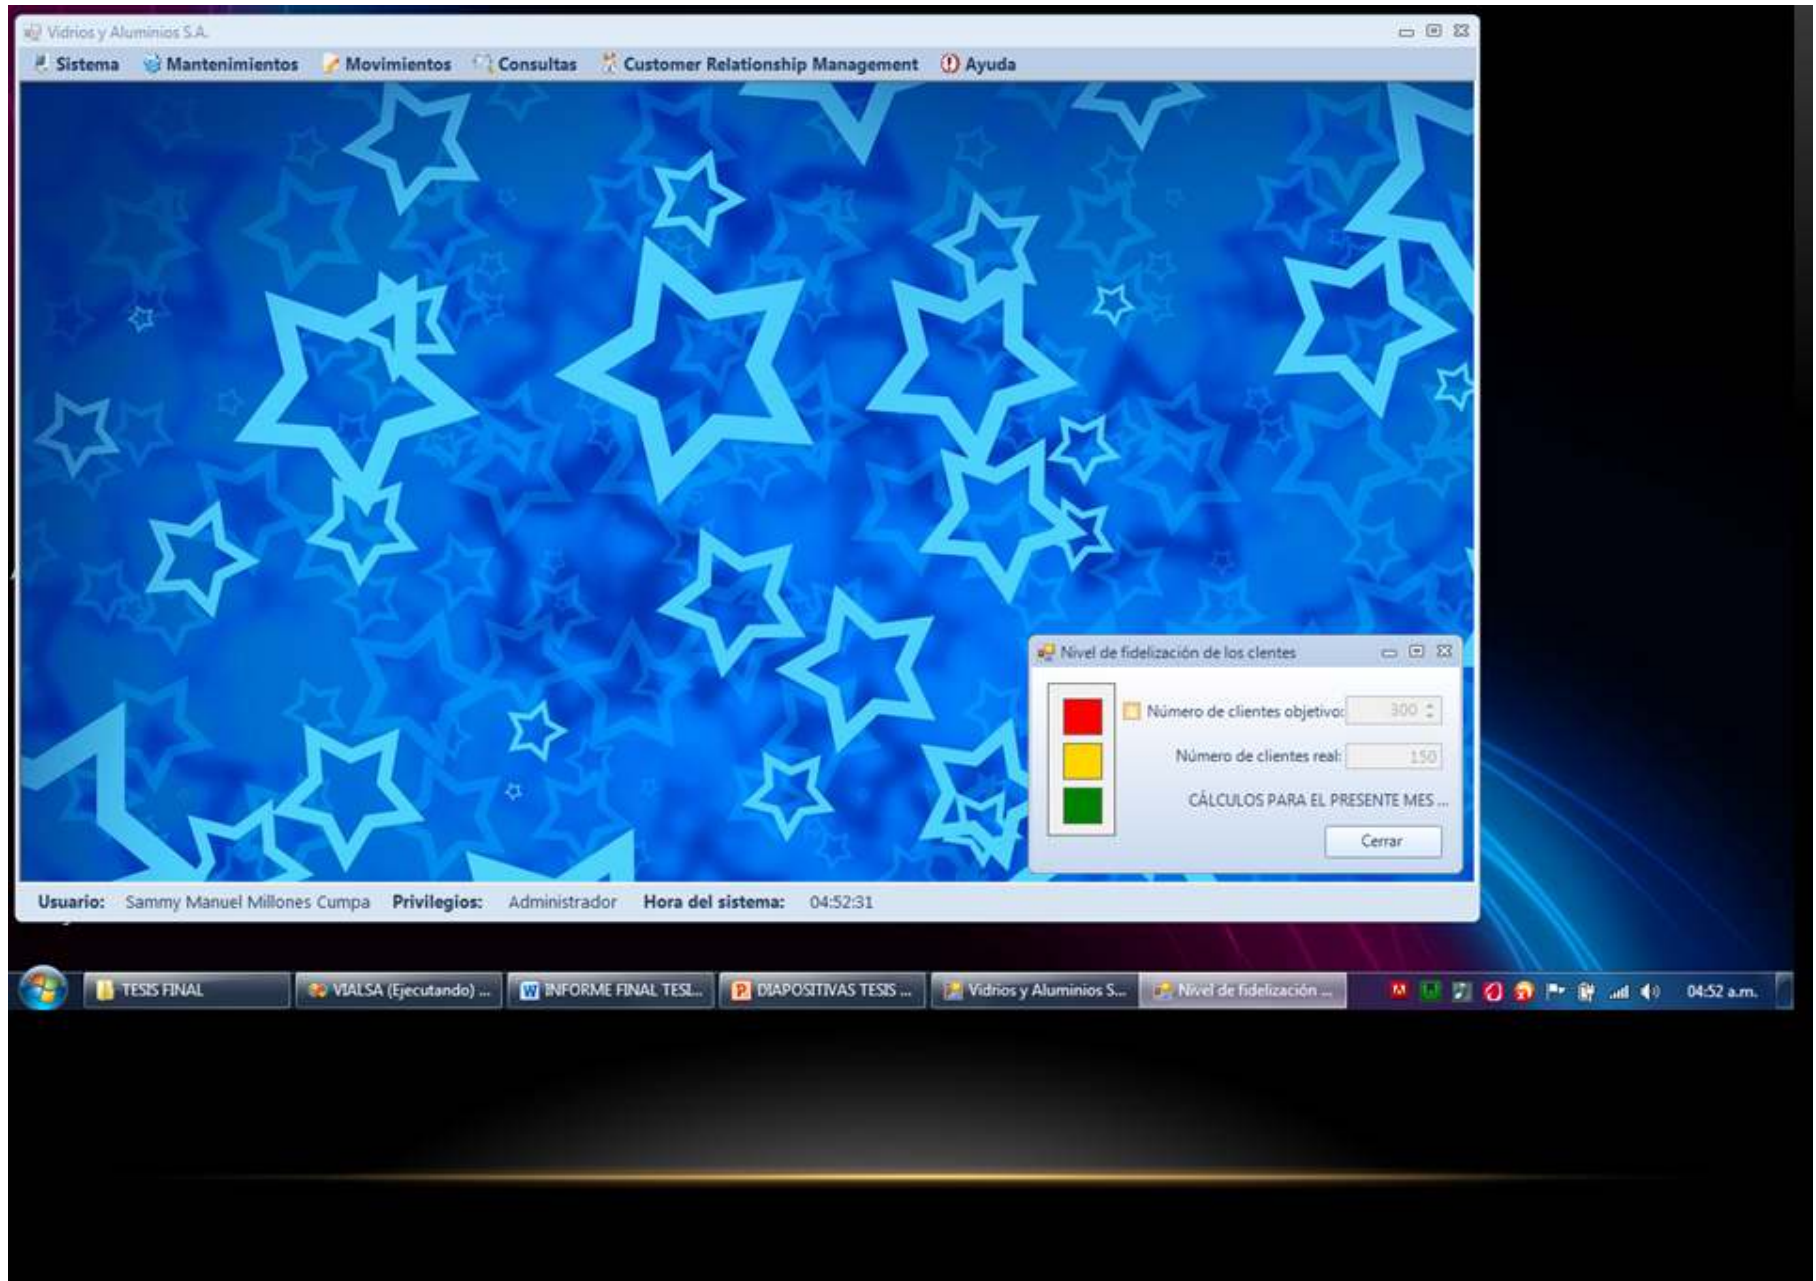 Vidrios y Aluminios S.A.
Sistema Mantenimientos Movimientos Consultas Customer Relationship Management Ayuda
Nivel de fidelización de los clentes
Número de clientes objetivo: 300
Número de clientes real: 150
CÁLCULOS PARA EL PRESENTE MES ...
Cerrar
Usuario: Sammy Manuel Millones Cumpa Privilegios: Administrador Hora del sistema: 04:52:31
TESIS FINAL VIALSA (Ejecutando) ... INFORME FINAL TESI... DIAPOSITIVAS TESIS ... Vidrios y Aluminios S... Nivel de fidelización ... 04:52 a.m.